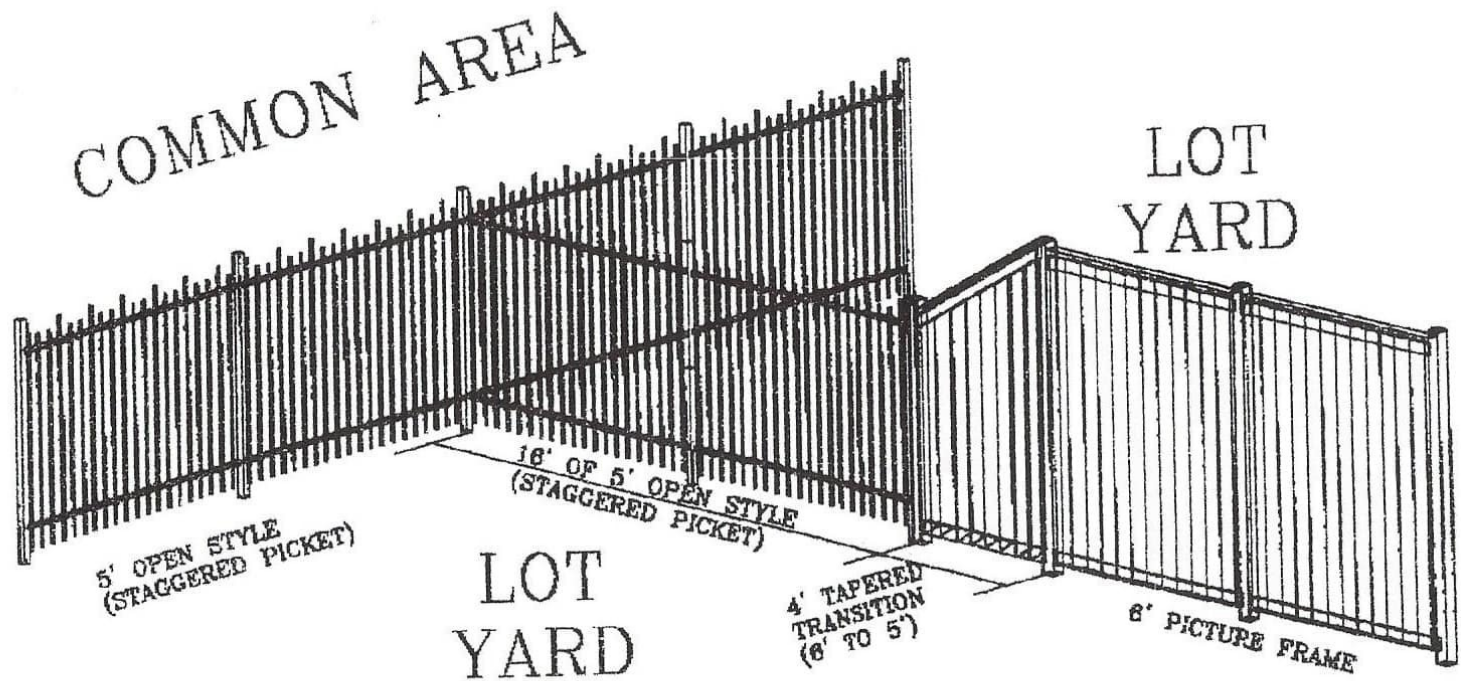 COMMON AREA
LOT
YARD
16' OF 5' OPEN STYLE
(STAGGERED PICKET)
5' OPEN STYLE
(STAGGERED PICKET)
LOT
YARD
4' TAPERED
TRANSITION
(6' TO 5')
6' PICTURE FRAME